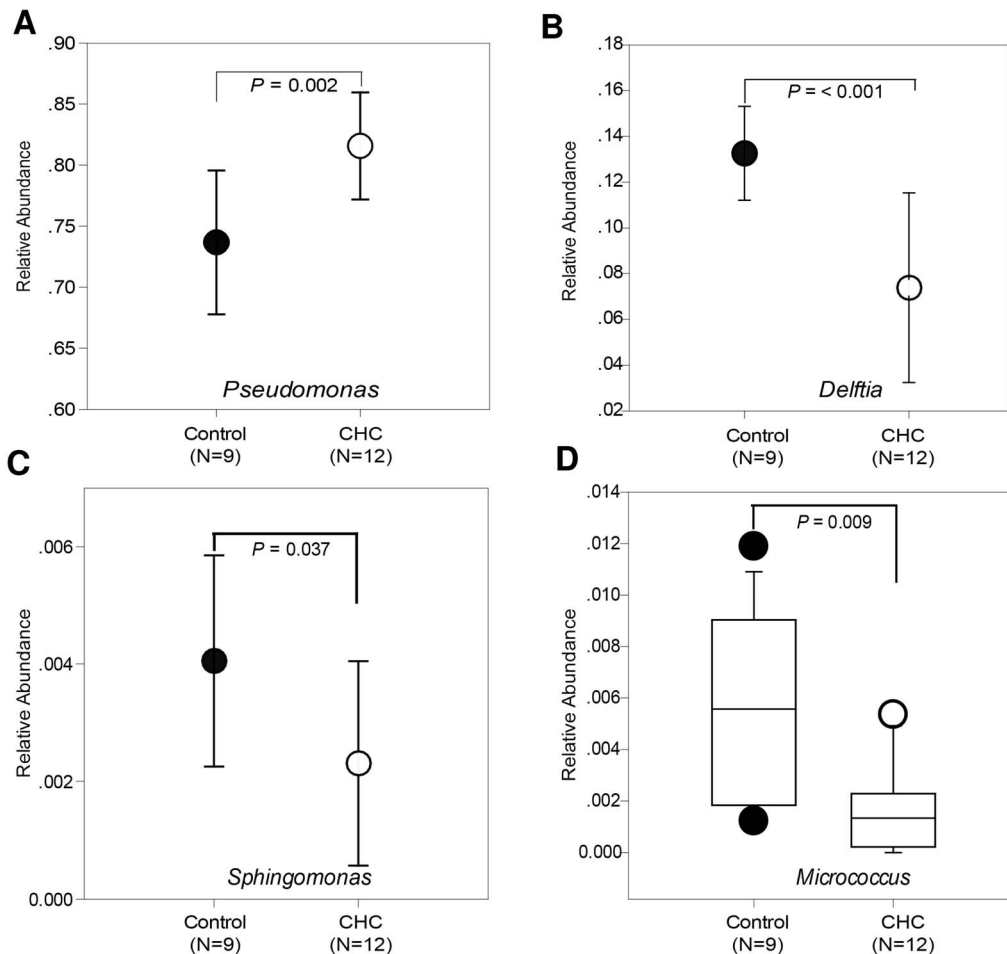 A
.90
.85
.80
.75
.70
.65
.60
Relative Abundance
P = 0.002
Pseudomonas
Control
(N=9)
CHC
(N=12)
B
.18
.16
.14
.12
.10
.08
.06
.04
.02
Relative Abundance
P = < 0.001
Delftia
Control
(N=9)
CHC
(N=12)
C
.006
.004
.002
0.000
Relative Abundance
P = 0.037
Sphingomonas
Control
(N=9)
CHC
(N=12)
D
.014
.012
.010
.008
.006
.004
.002
0.000
Relative Abundance
P = 0.009
Micrococcus
Control
(N=9)
CHC
(N=12)